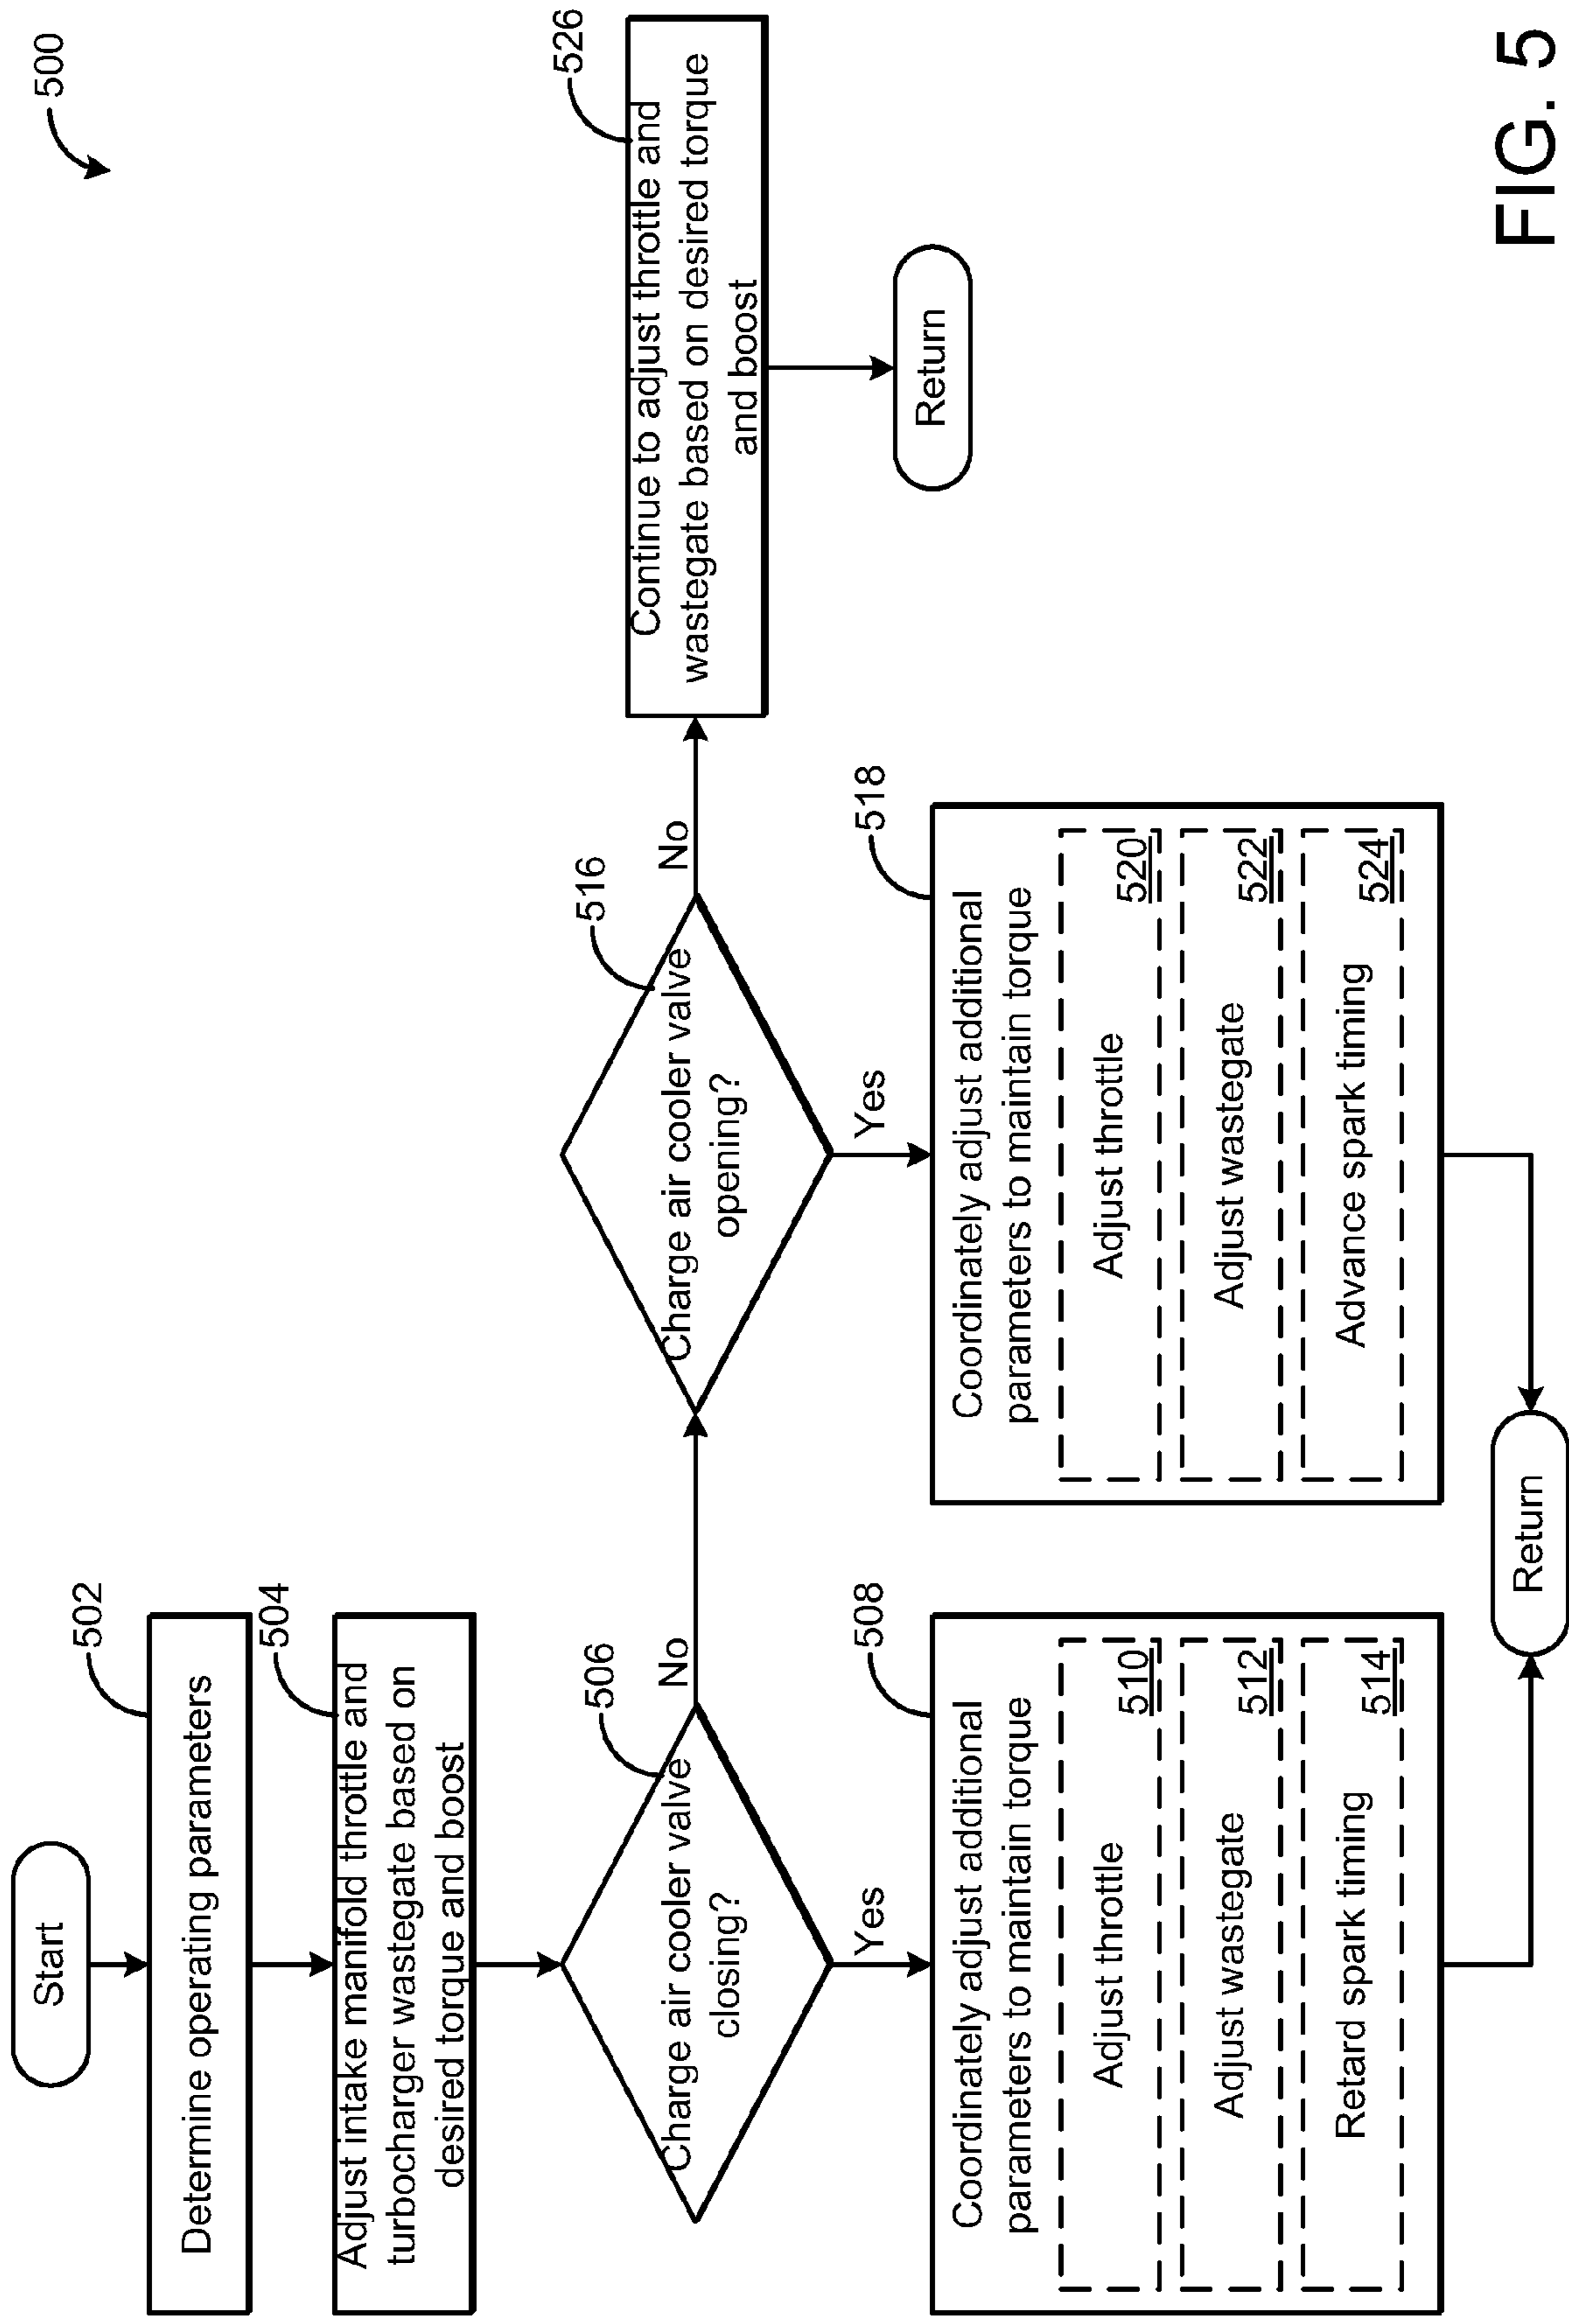 500
Start
502
Determine operating parameters
504
Adjust intake manifold throttle and
turbocharger wastegate based on
desired torque and boost
506
Charge air cooler valve
closing?
No
Yes
508
Coordinately adjust additional
parameters to maintain torque
Adjust throttle
510
Adjust wastegate
512
Retard spark timing
514
516
Charge air cooler valve
opening?
No
Yes
518
Coordinately adjust additional
parameters to maintain torque
Adjust throttle
520
Adjust wastegate
522
Advance spark timing
524
Return
526
Continue to adjust throttle and
wastegate based on desired torque
and boost
Return
FIG. 5